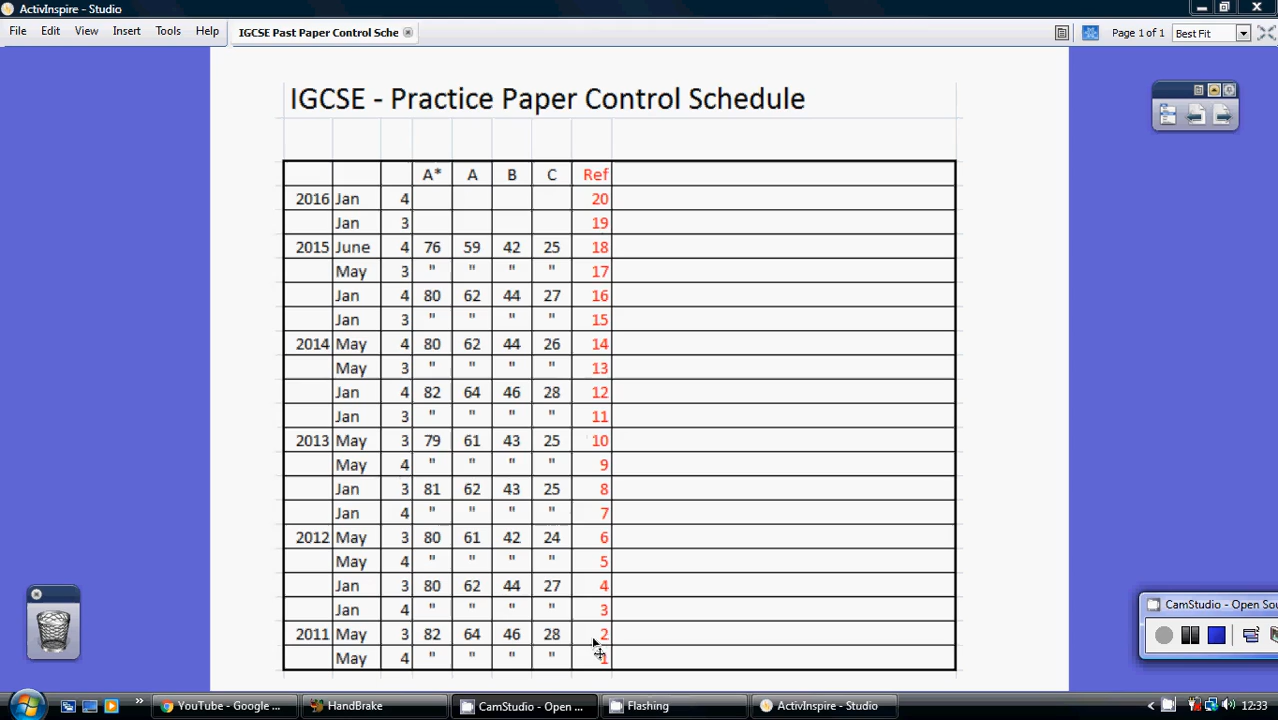 ActivInspire - Studio
File Edit View Insert Tools Help IGCSE Past Paper Control Sche Page 1 of 1 Best Fit
IGCSE - Practice Paper Control Schedule
A* A B C Ref
2016 Jan 4 20
Jan 3 19
2015 June 4 76 59 42 25 18
May 3 " " " " 17
Jan 4 80 62 44 27 16
Jan 3 " " " " 15
2014 May 4 80 62 44 26 14
May 3 " " " " 13
Jan 4 82 64 46 28 12
Jan 3 " " " " 11
2013 May 3 79 61 43 25 10
May 4 " " " " 9
Jan 3 81 62 43 25 8
Jan 4 " " " " 7
2012 May 3 80 61 42 24 6
May 4 " " " " 5
Jan 3 80 62 44 27 4
Jan 4 " " " " 3
2011 May 3 82 64 46 28 2
May 4 " " " " 1
CamStudio - Open Sou
YouTube - Google ... HandBrake CamStudio - Open ... Flashing ActivInspire - Studio 12:33